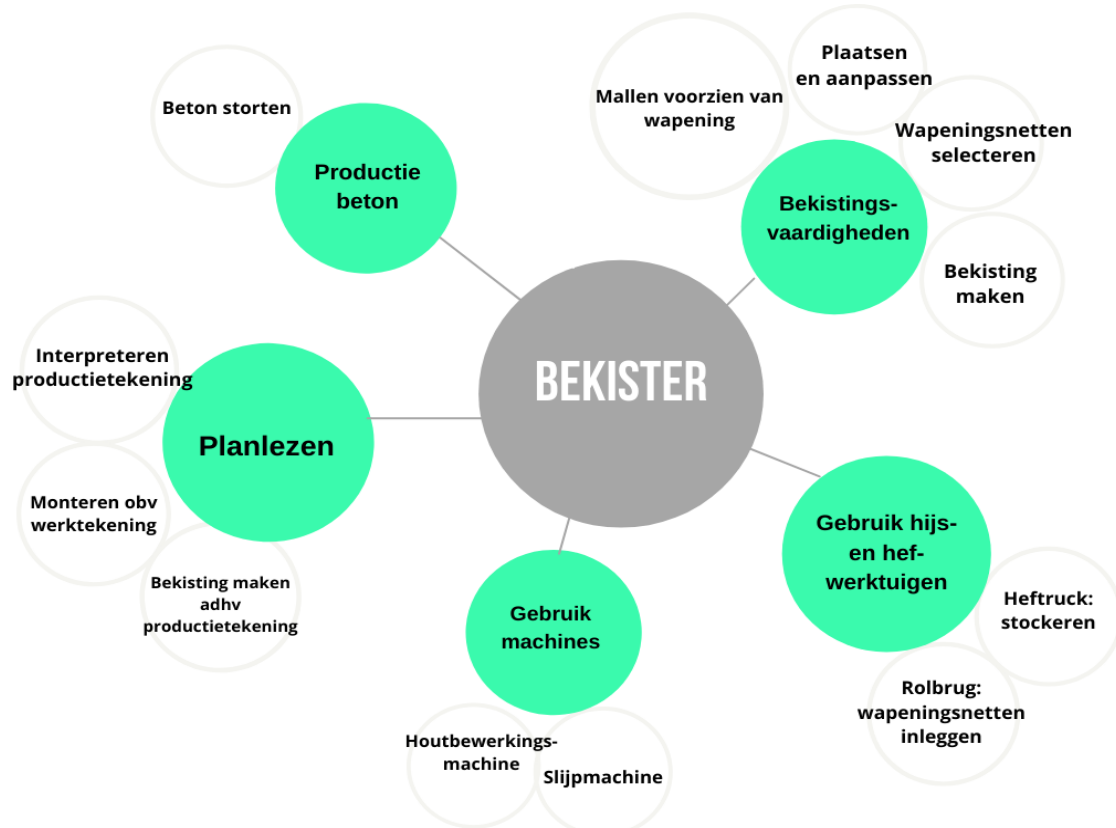 Beton storten
Productie
beton
Mallen voorzien van
wapening
Plaatsen
en aanpassen
Wapeningsnetten
selecteren
Bekistings-
vaardigheden
Bekisting
maken
BEKISTER
Interpreteren
productietekening
Planlezen
Monteren obv
werktekening
Bekisting maken
adhv
productietekening
Gebruik
machines
Houtbewerkings-
machine
Slijpmachine
Gebruik hijs-
en hef-
werktuigen
Heftruck:
stockeren
Rolbrug:
wapeningsnetten
inleggen